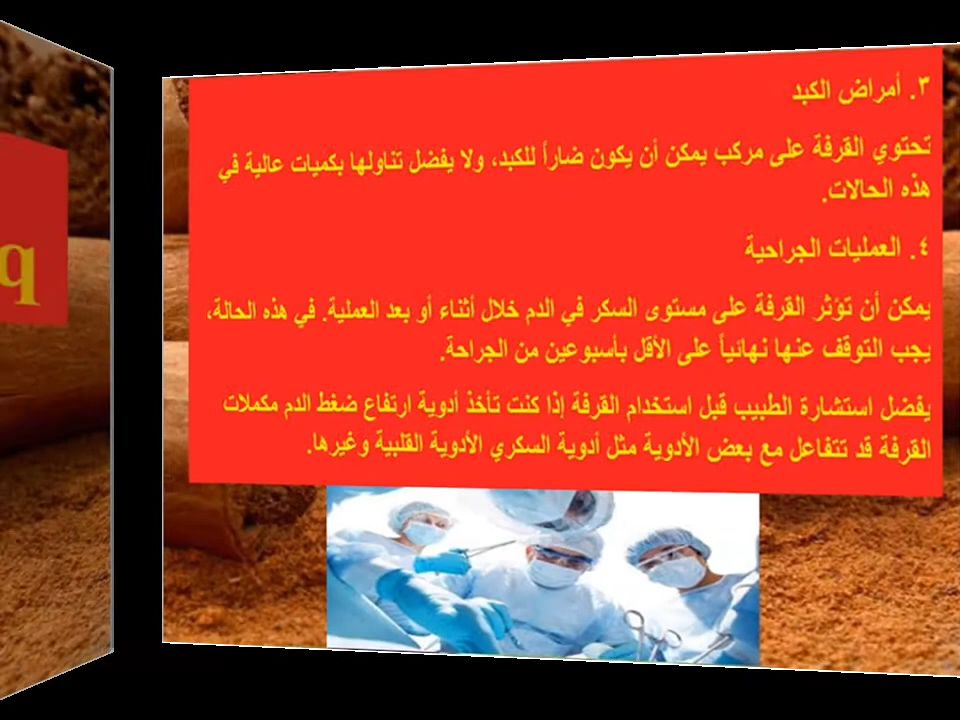 ٣. أمراض الكبد
تحتوي القرفة على مركب يمكن أن يكون ضاراً للكبد، ولا يفضل تناولها بكميات عالية في
هذه الحالات.
٤. العمليات الجراحية
يمكن أن تؤثر القرفة على مستوى السكر في الدم خلال أثناء أو بعد العملية. في هذه الحالة،
يجب التوقف عنها نهائياً على الأقل بأسبوعين من الجراحة.
يفضل استشارة الطبيب قبل استخدام القرفة إذا كنت تأخذ أدوية ارتفاع ضغط الدم مكملات
القرفة قد تتفاعل مع بعض الأدوية مثل أدوية السكري الأدوية القلبية وغيرها.
q